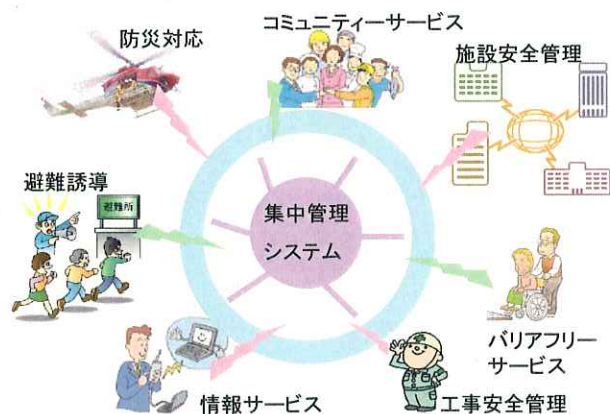 コミュニティーサービス
防災対応
施設安全管理
避難誘導
避難所
集中管理
システム
バリアフリー
サービス
情報サービス
工事安全管理